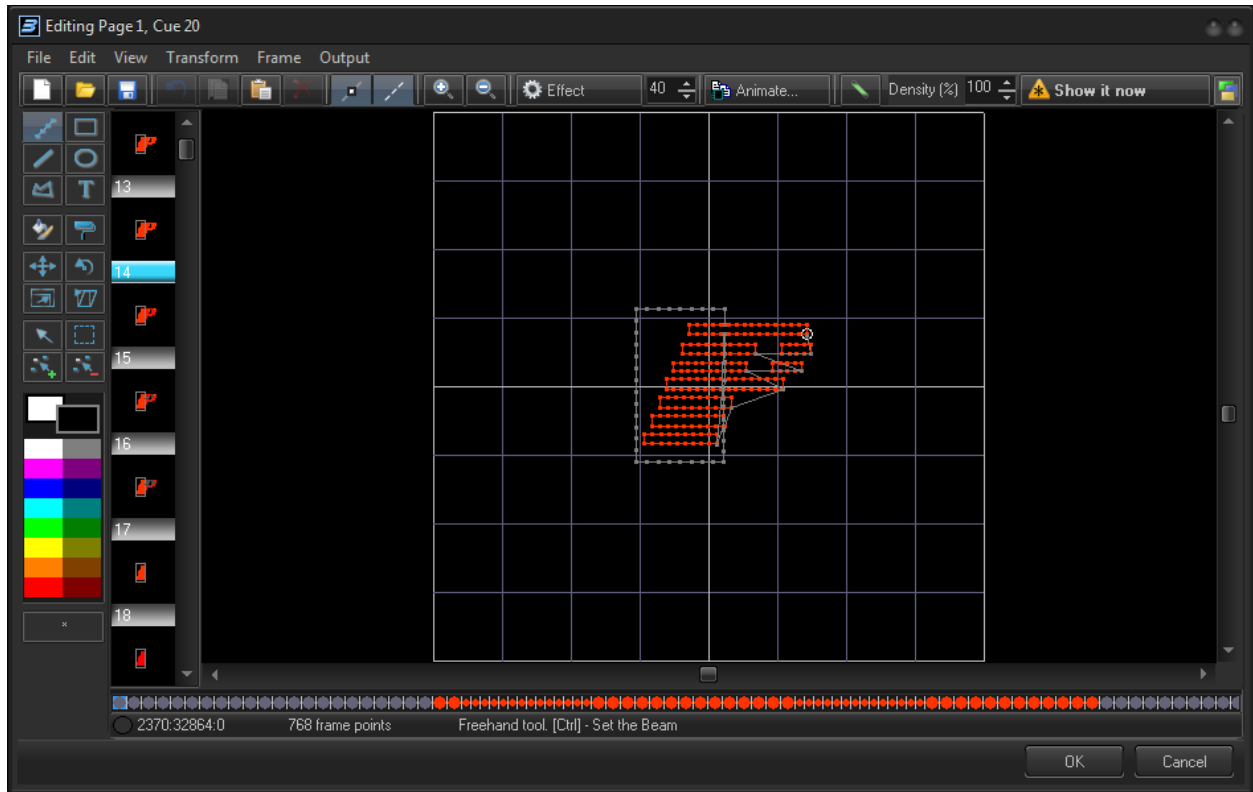 Editing Page 1, Cue 20
File Edit View Transform Frame Output
Effect 40 Animate... Density (%) 100 Show it now
T
13
14
15
16
17
18
2370:32864:0 768 frame points Freehand tool. [Ctrl] - Set the Beam
OK Cancel